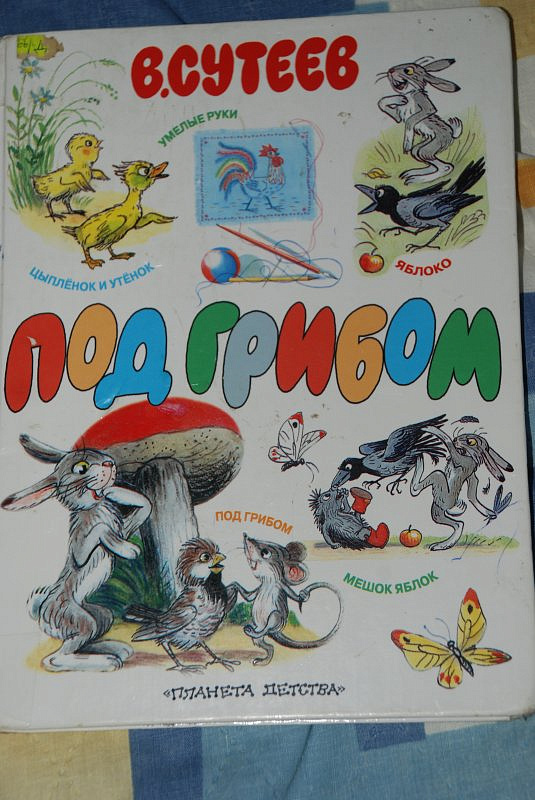 В.СУТЕЕВ
УМЕЛЫЕ РУКИ
ЦЫПЛЁНОК И УТЁНОК
ЯБЛОКО
ПОД ГРИБОМ
ПОД ГРИБОМ
МЕШОК ЯБЛОК
«ПЛАНЕТА ДЕТСТВА»